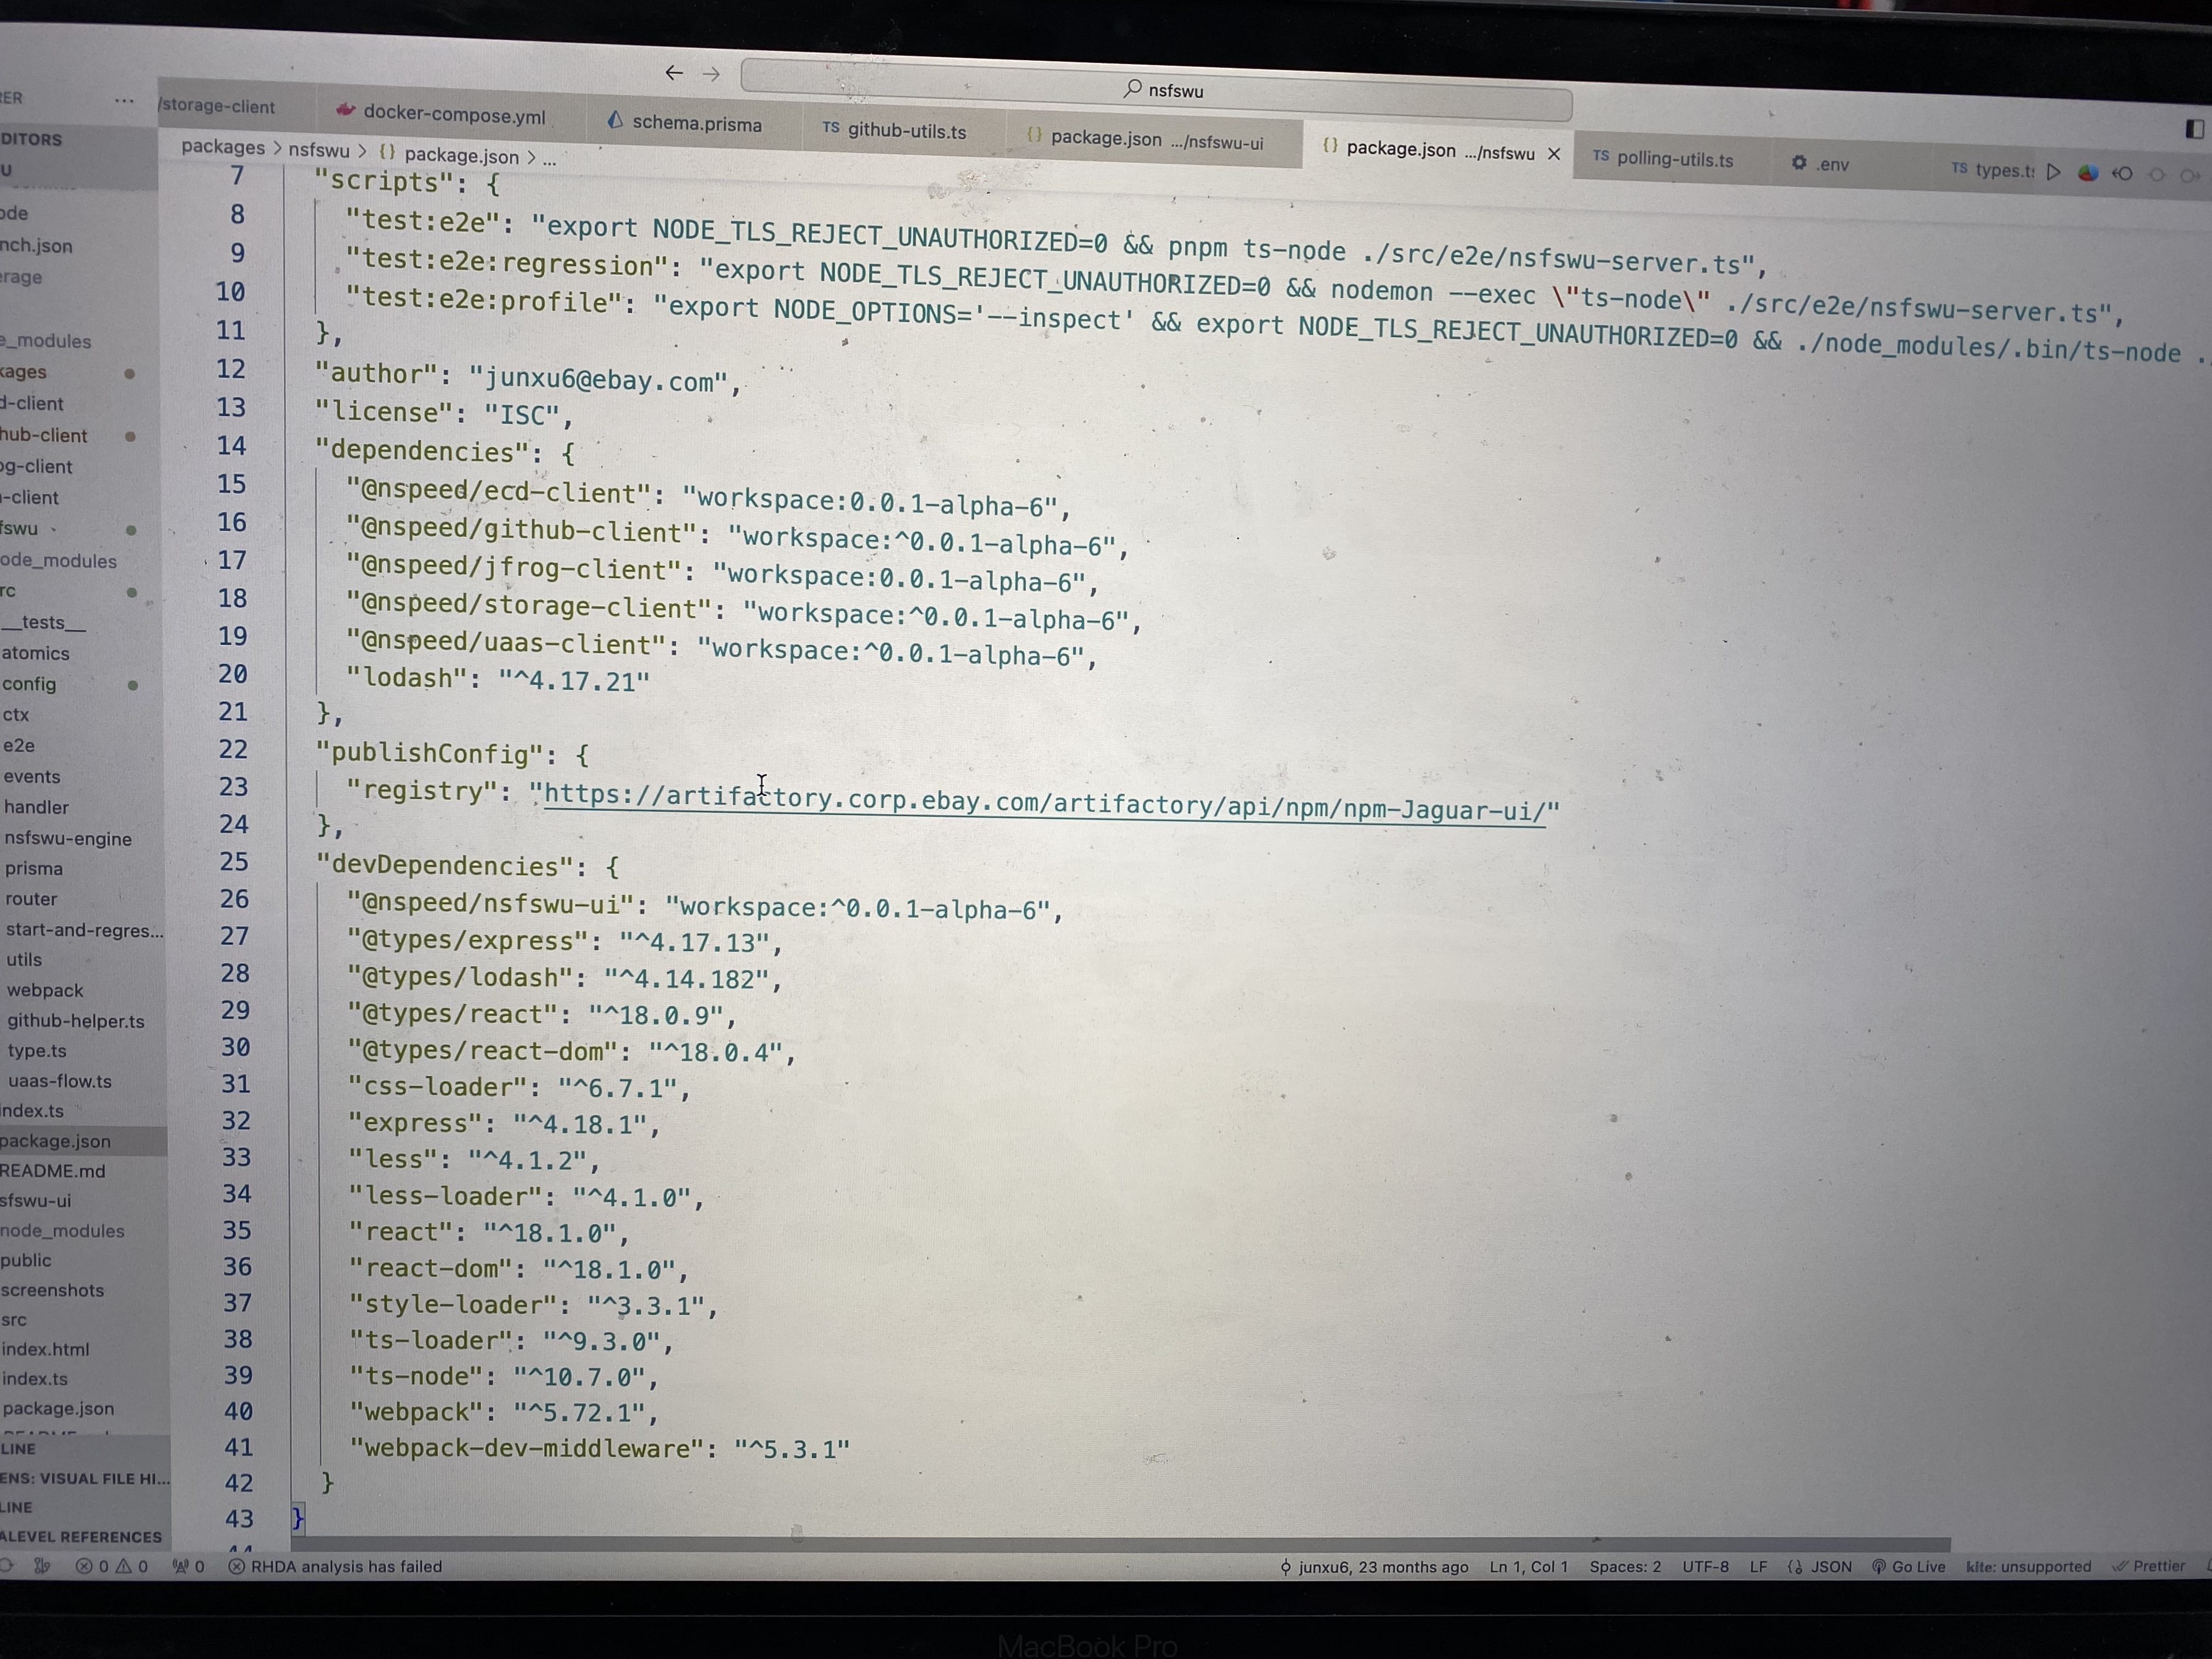 nsfswu
ER ...
/storage-client
docker-compose.yml
schema.prisma
TS github-utils.ts
{} package.json .../nsfswu-ui
{} package.json .../nsfswu
TS polling-utils.ts
.env
TS types.t
DITORS
U
packages > nsfswu > {} package.json > ...
ode
nch.json
erage
e_modules
kages
d-client
hub-client
og-client
-client
fswu
ode_modules
rc
__tests__
atomics
config
ctx
e2e
events
handler
nsfswu-engine
prisma
router
start-and-regres...
utils
webpack
github-helper.ts
type.ts
uaas-flow.ts
index.ts
package.json
README.md
sfswu-ui
node_modules
public
screenshots
src
index.html
index.ts
package.json
LINE
ENS: VISUAL FILE HI...
LINE
ALEVEL REFERENCES
7 "scripts": {
8 "test:e2e": "export NODE_TLS_REJECT_UNAUTHORIZED=0 && pnpm ts-node ./src/e2e/nsfswu-server.ts",
9 "test:e2e:regression": "export NODE_TLS_REJECT_UNAUTHORIZED=0 && nodemon --exec \"ts-node\" ./src/e2e/nsfswu-server.ts",
10 "test:e2e:profile": "export NODE_OPTIONS='--inspect' && export NODE_TLS_REJECT_UNAUTHORIZED=0 && ./node_modules/.bin/ts-node .
11 },
12 "author": "junxu6@ebay.com",
13 "license": "ISC",
14 "dependencies": {
15 "@nspeed/ecd-client": "workspace:0.0.1-alpha-6",
16 "@nspeed/github-client": "workspace:^0.0.1-alpha-6",
17 "@nspeed/jfrog-client": "workspace:0.0.1-alpha-6",
18 "@nspeed/storage-client": "workspace:^0.0.1-alpha-6",
19 "@nspeed/uaas-client": "workspace:^0.0.1-alpha-6",
20 "lodash": "^4.17.21"
21 },
22 "publishConfig": {
23 "registry": "https://artifactory.corp.ebay.com/artifactory/api/npm/npm-Jaguar-ui/"
24 },
25 "devDependencies": {
26 "@nspeed/nsfswu-ui": "workspace:^0.0.1-alpha-6",
27 "@types/express": "^4.17.13",
28 "@types/lodash": "^4.14.182",
29 "@types/react": "^18.0.9",
30 "@types/react-dom": "^18.0.4",
31 "css-loader": "^6.7.1",
32 "express": "^4.18.1",
33 "less": "^4.1.2",
34 "less-loader": "^4.1.0",
35 "react": "^18.1.0",
36 "react-dom": "^18.1.0",
37 "style-loader": "^3.3.1",
38 "ts-loader": "^9.3.0",
39 "ts-node": "^10.7.0",
40 "webpack": "^5.72.1",
41 "webpack-dev-middleware": "^5.3.1"
42 }
43 }
0 0 0 RHDA analysis has failed
junxu6, 23 months ago Ln 1, Col 1 Spaces: 2 UTF-8 LF {} JSON Go Live kite: unsupported Prettier
MacBook Pro